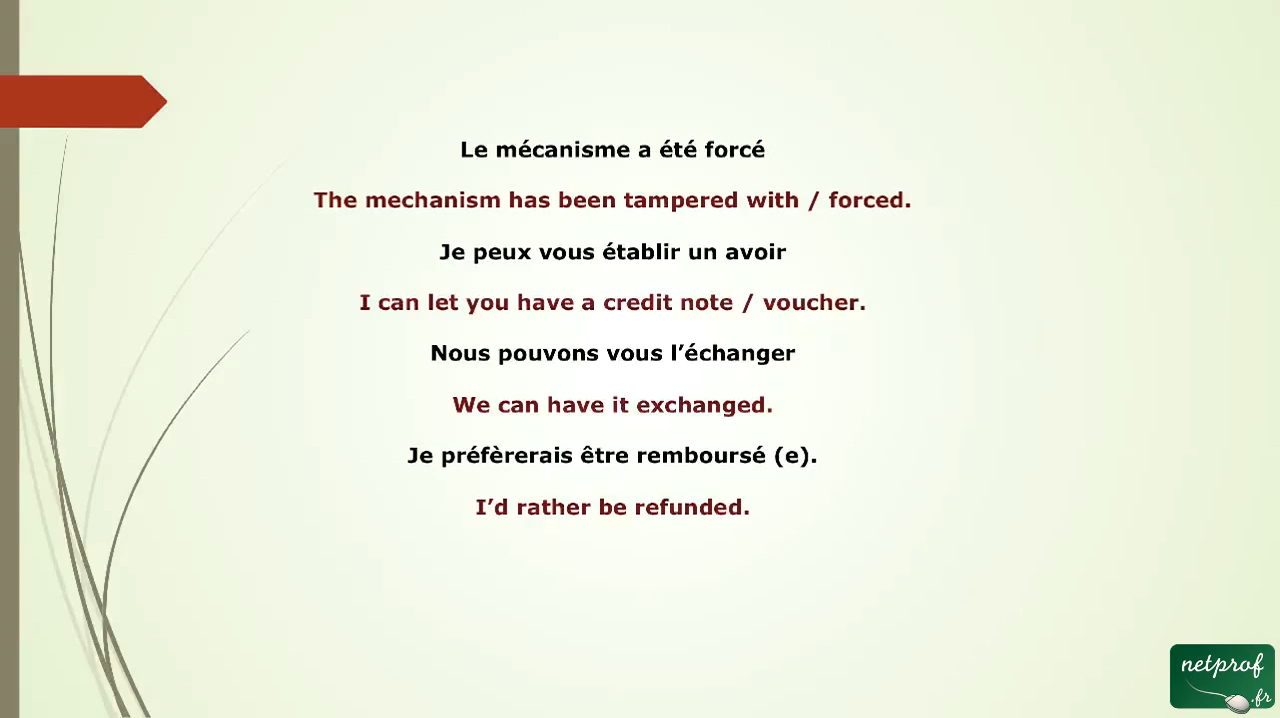 Le mécanisme a été forcé
The mechanism has been tampered with / forced.
Je peux vous établir un avoir
I can let you have a credit note / voucher.
Nous pouvons vous l’échanger
We can have it exchanged.
Je préfèrerais être remboursé (e).
I’d rather be refunded.
netprof
.fr